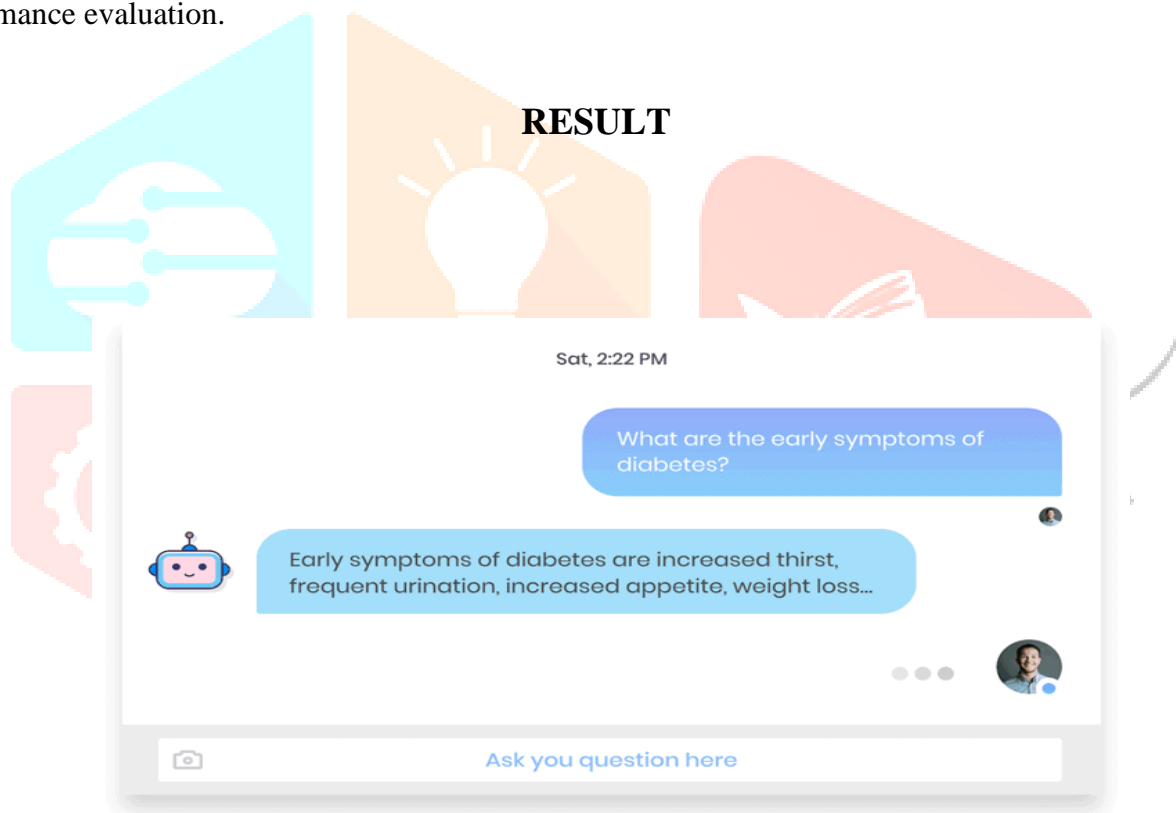 evaluation.
RESULT
Sat, 2:22 PM
What are the early symptoms of
diabetes?
Early symptoms of diabetes are increased thirst,
frequent urination, increased appetite, weight loss...
Ask you question here